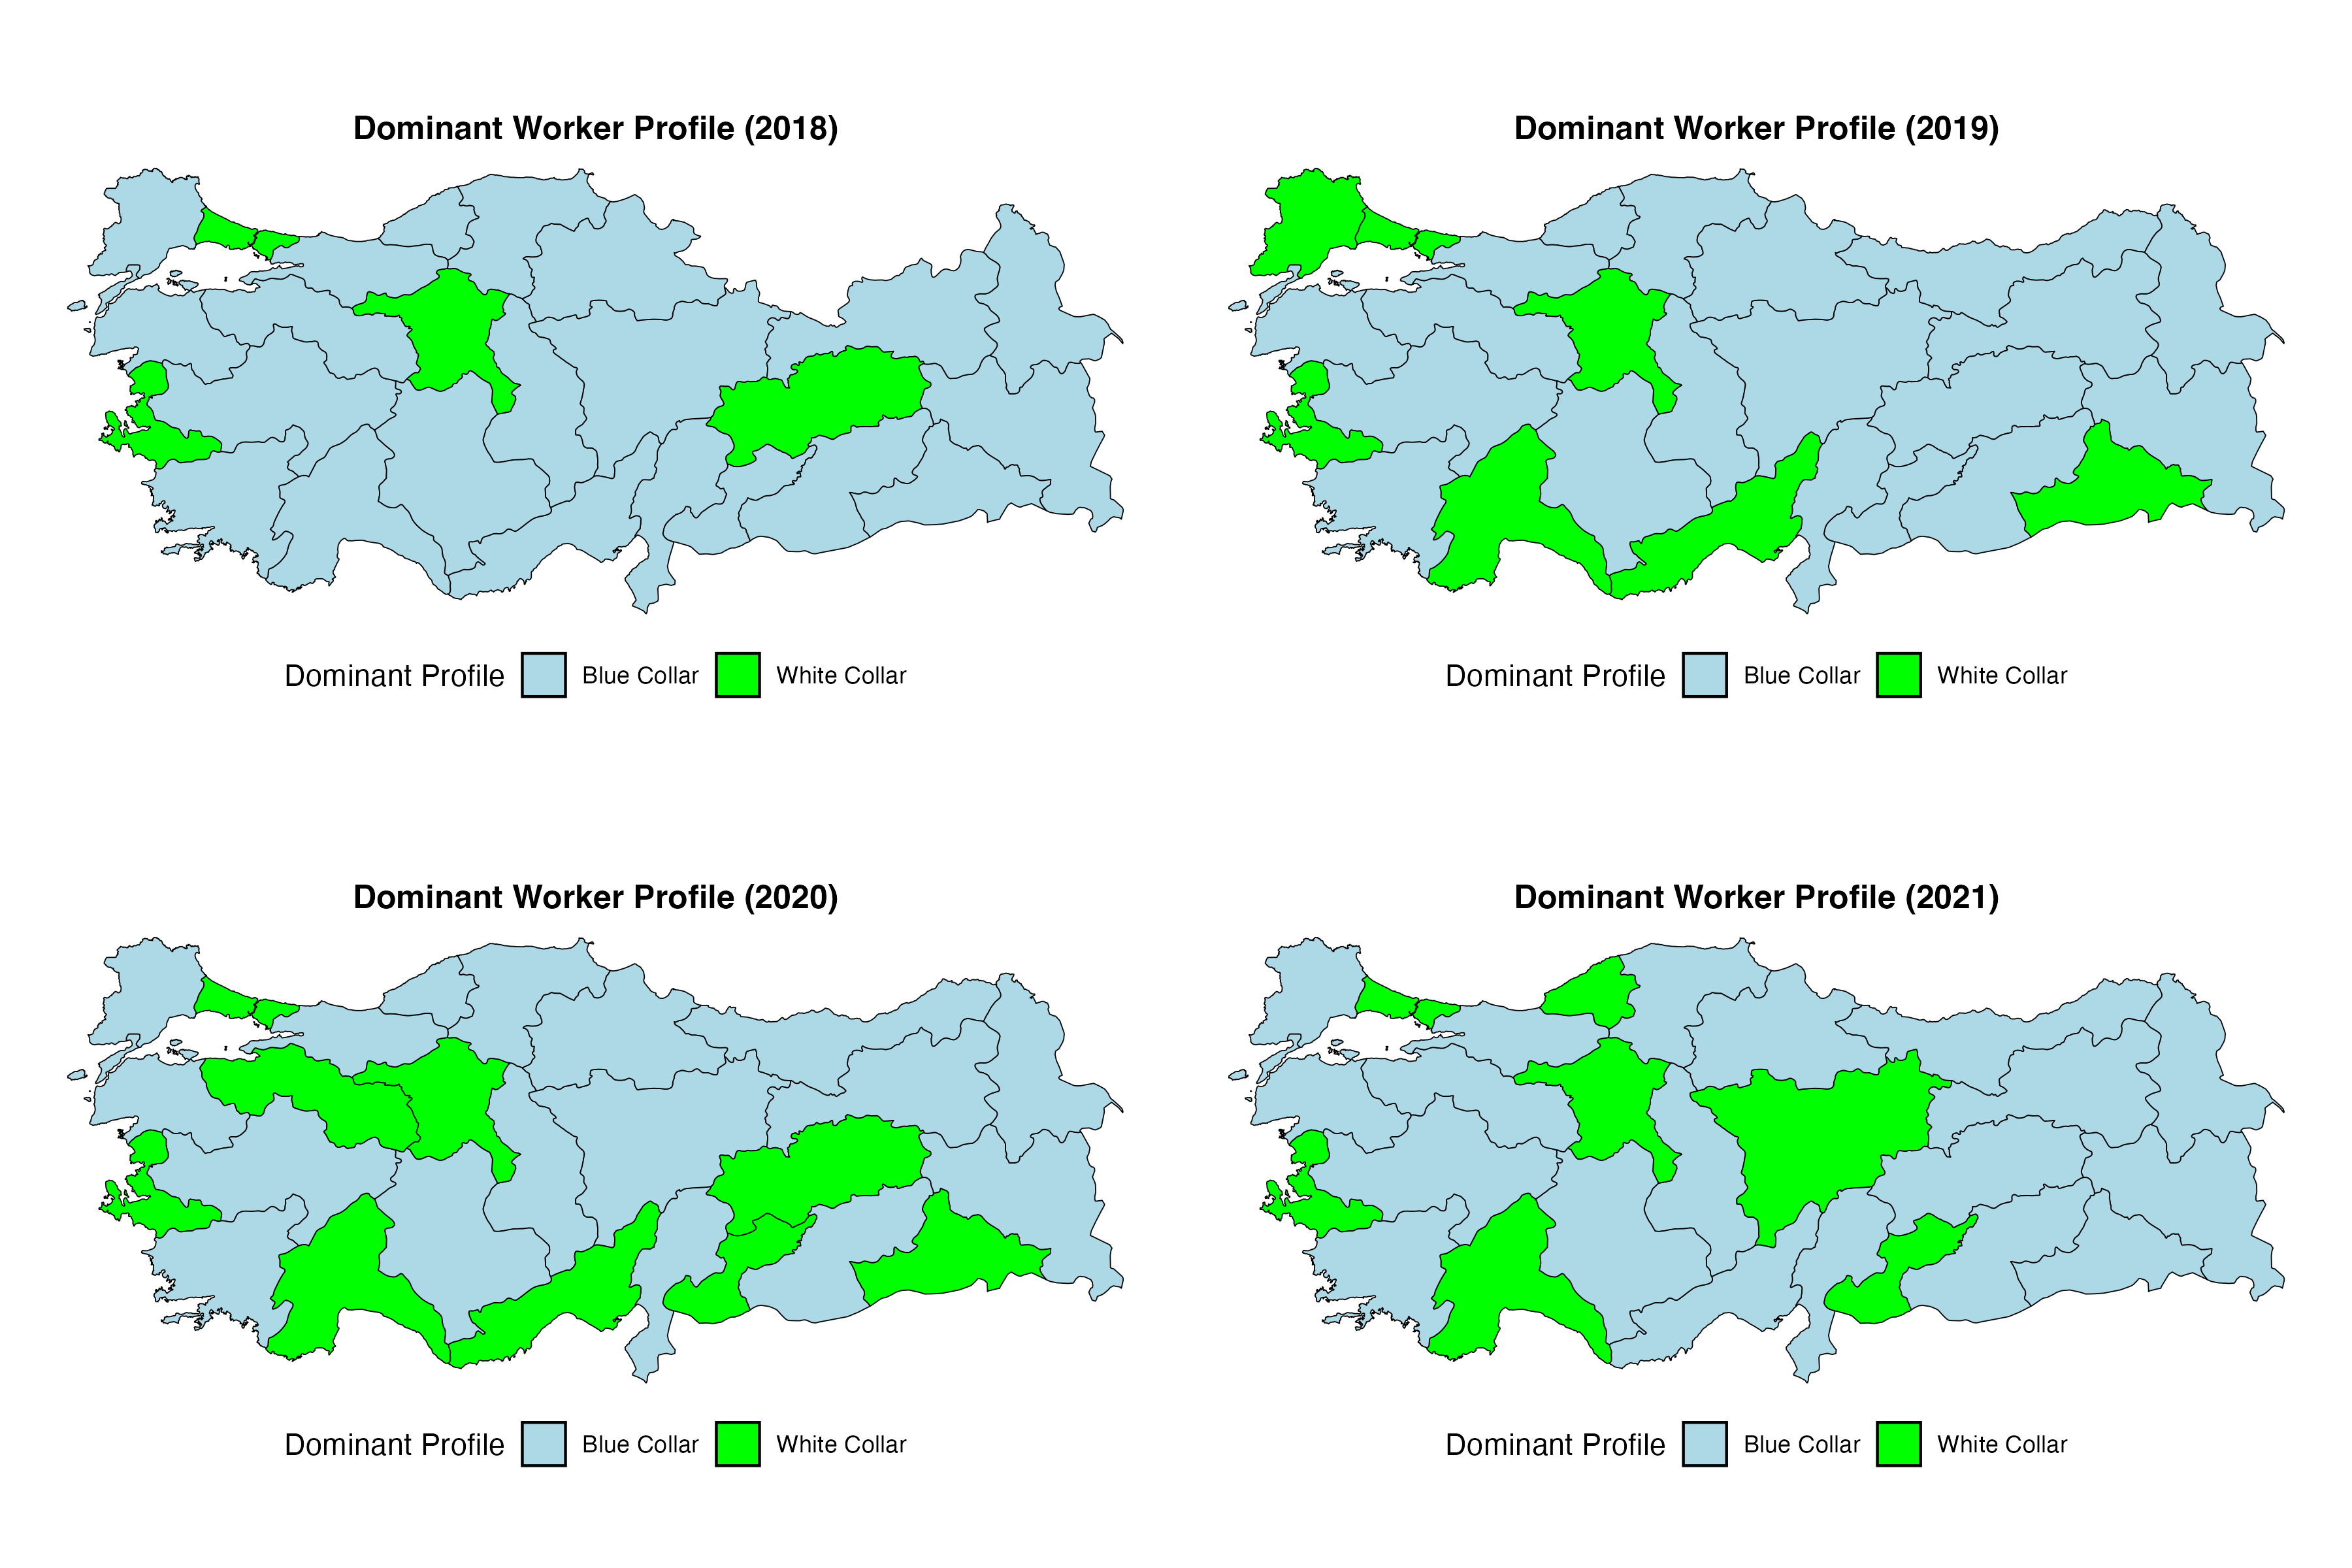 Dominant Worker Profile (2018)
Dominant Profile Blue Collar White Collar
Dominant Worker Profile (2019)
Dominant Profile Blue Collar White Collar
Dominant Worker Profile (2020)
Dominant Profile Blue Collar White Collar
Dominant Worker Profile (2021)
Dominant Profile Blue Collar White Collar